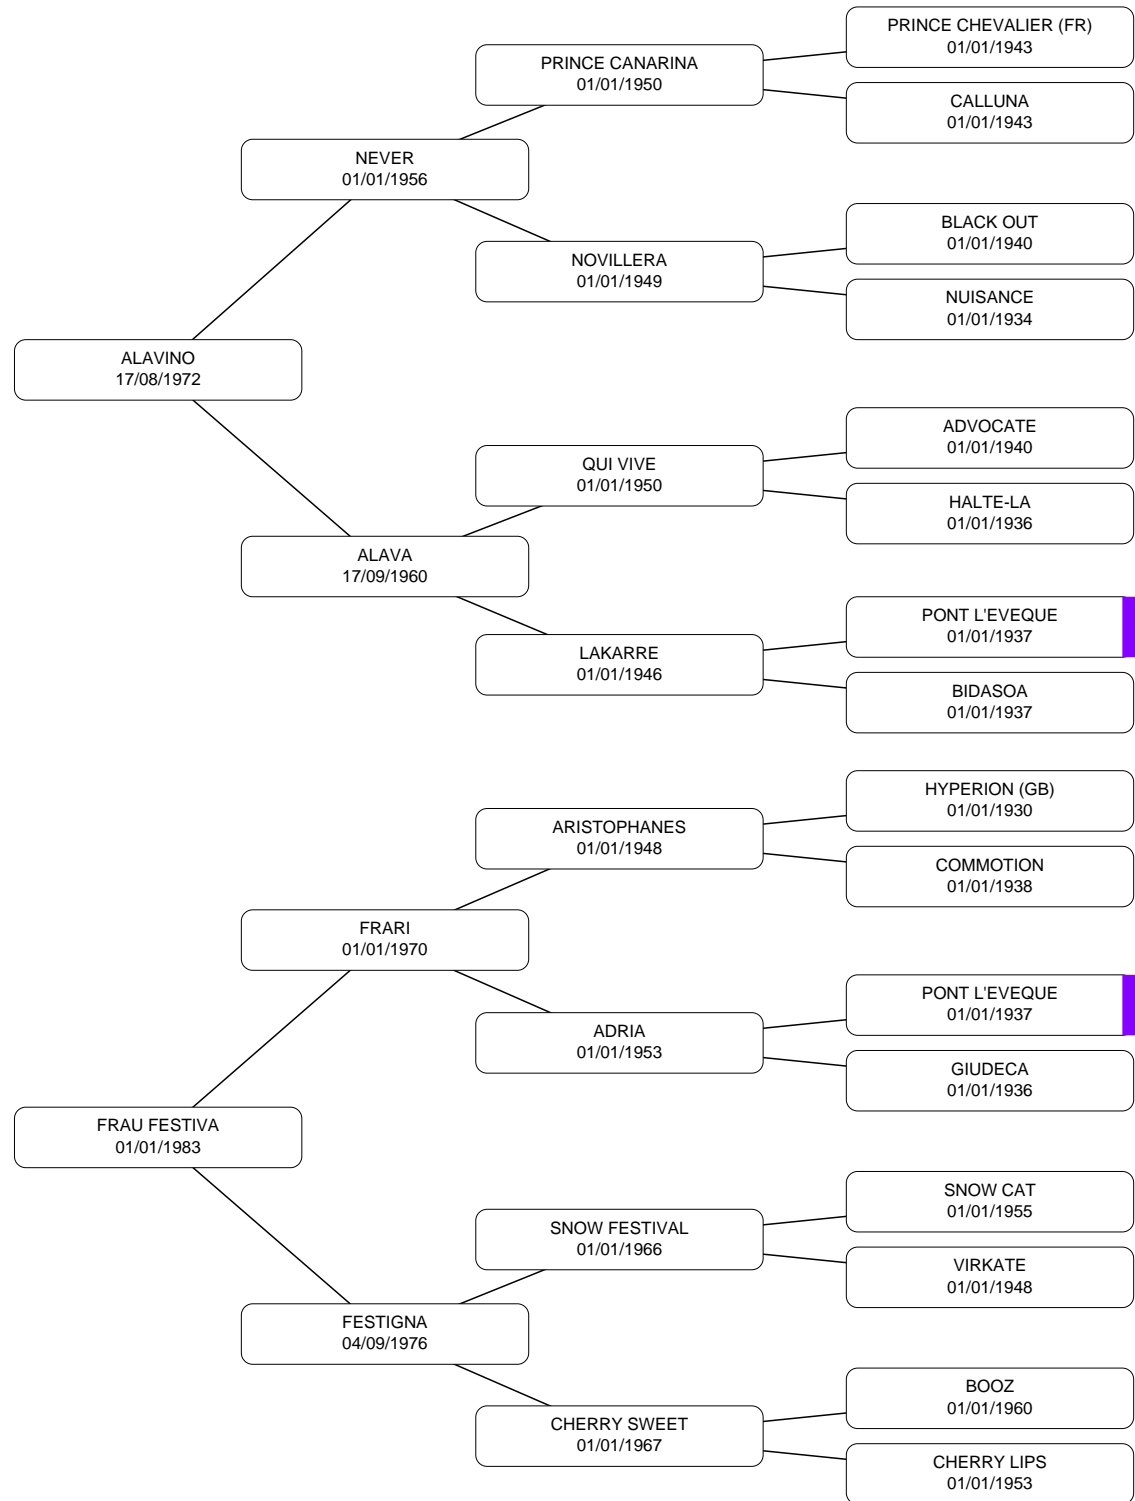 PRINCE CHEVALIER (FR)
01/01/1943
PRINCE CANARINA
01/01/1950
CALLUNA
01/01/1943
NEVER
01/01/1956
BLACK OUT
01/01/1940
NOVILLERA
01/01/1949
NUISANCE
01/01/1934
ALAVINO
17/08/1972
ADVOCATE
01/01/1940
QUI VIVE
01/01/1950
HALTE-LA
01/01/1936
ALAVA
17/09/1960
PONT L'EVEQUE
01/01/1937
LAKARRE
01/01/1946
BIDASOA
01/01/1937
HYPERION (GB)
01/01/1930
ARISTOPHANES
01/01/1948
COMMOTION
01/01/1938
FRARI
01/01/1970
PONT L'EVEQUE
01/01/1937
ADRIA
01/01/1953
GIUDECA
01/01/1936
FRAU FESTIVA
01/01/1983
SNOW CAT
01/01/1955
SNOW FESTIVAL
01/01/1966
VIRKATE
01/01/1948
FESTIGNA
04/09/1976
BOOZ
01/01/1960
CHERRY SWEET
01/01/1967
CHERRY LIPS
01/01/1953